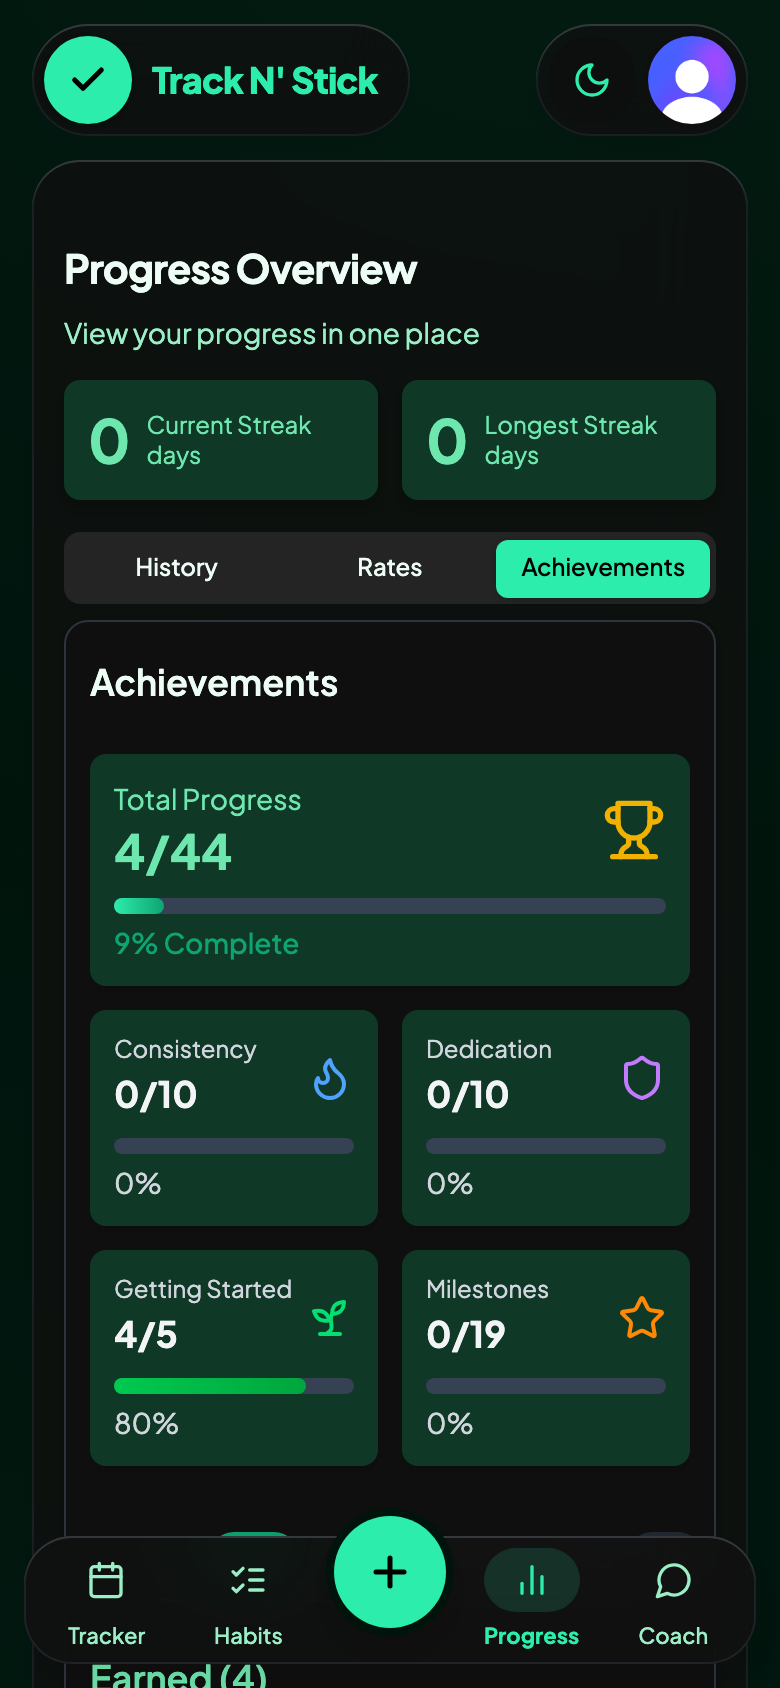 Track N' Stick
Progress Overview
View your progress in one place
0 Current Streak
days
0 Longest Streak
days
History Rates Achievements
Achievements
Total Progress
4/44
9% Complete
Consistency
0/10
0%
Dedication
0/10
0%
Getting Started
4/5
80%
Milestones
0/19
0%
Tracker Habits Progress Coach
Earned (4)